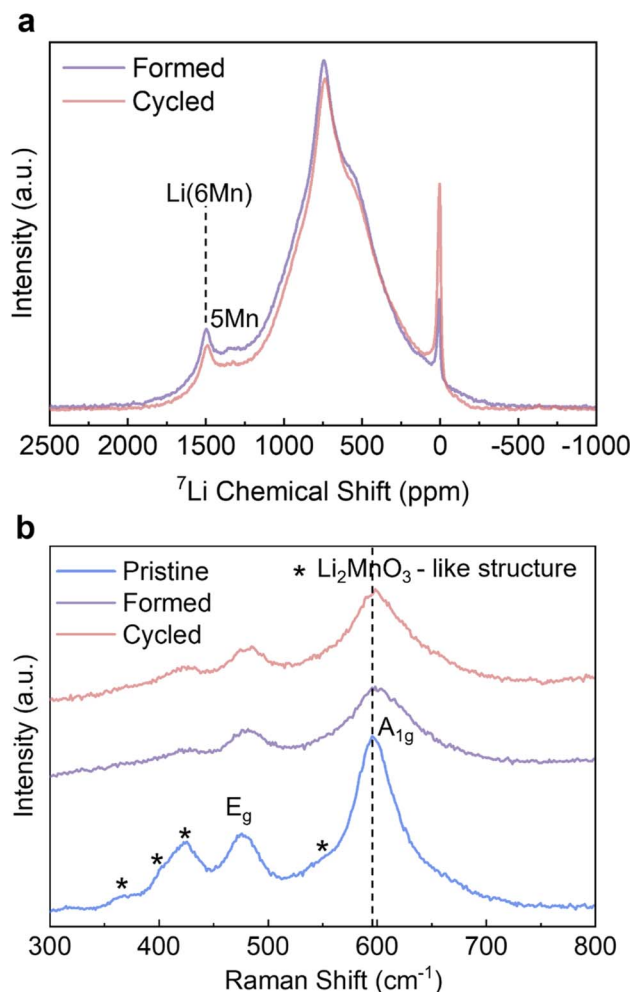 a
Formed
Cycled
Li(6Mn)
5Mn
Intensity (a.u.)
2500 2000 1500 1000 500 0 -500 -1000
⁷Li Chemical Shift (ppm)
b
Pristine
Formed
Cycled
* Li₂MnO₃ - like structure
A₁g
E_g
* * * *
Intensity (a.u.)
300 400 500 600 700 800
Raman Shift (cm⁻¹)